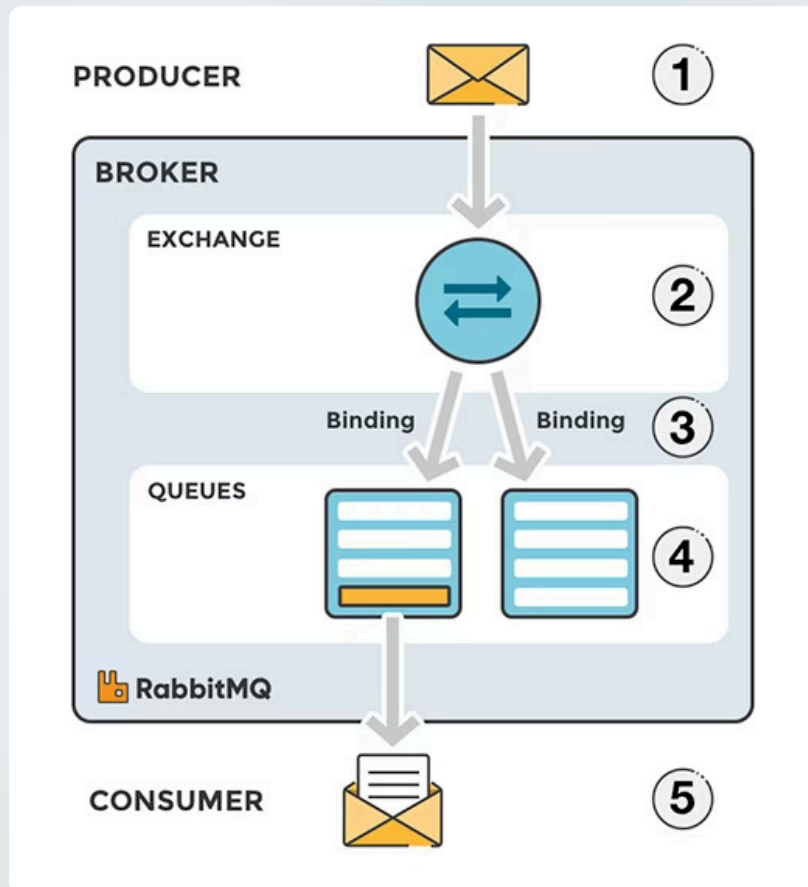 PRODUCER
1
BROKER
EXCHANGE
2
Binding
Binding
3
QUEUES
4
RabbitMQ
CONSUMER
5